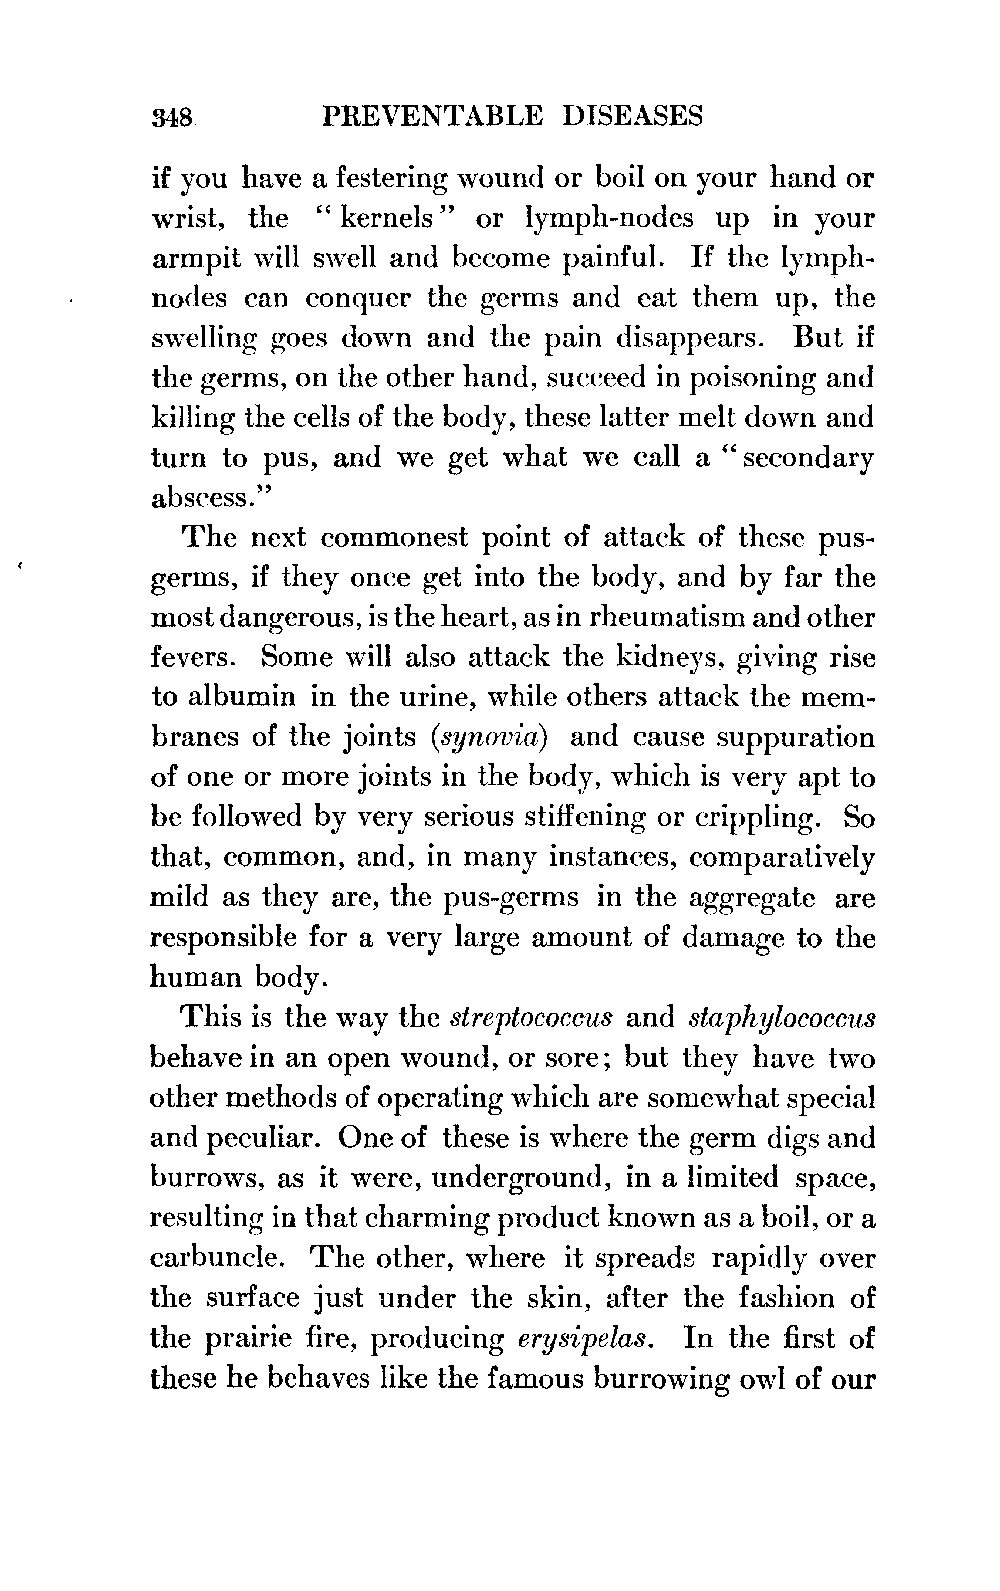 348 PREVENTABLE DISEASES
if you have a festering wound or boil on your hand or
wrist, the “kernels” or lymph-nodes up in your
armpit will swell and become painful. If the lymph-
nodes can conquer the germs and eat them up, the
swelling goes down and the pain disappears. But if
the germs, on the other hand, succeed in poisoning and
killing the cells of the body, these latter melt down and
turn to pus, and we get what we call a “secondary
abscess.”
The next commonest point of attack of these pus-
germs, if they once get into the body, and by far the
most dangerous, is the heart, as in rheumatism and other
fevers. Some will also attack the kidneys, giving rise
to albumin in the urine, while others attack the mem-
branes of the joints (synovia) and cause suppuration
of one or more joints in the body, which is very apt to
be followed by very serious stiffening or crippling. So
that, common, and, in many instances, comparatively
mild as they are, the pus-germs in the aggregate are
responsible for a very large amount of damage to the
human body.
This is the way the streptococcus and staphylococcus
behave in an open wound, or sore; but they have two
other methods of operating which are somewhat special
and peculiar. One of these is where the germ digs and
burrows, as it were, underground, in a limited space,
resulting in that charming product known as a boil, or a
carbuncle. The other, where it spreads rapidly over
the surface just under the skin, after the fashion of
the prairie fire, producing erysipelas. In the first of
these he behaves like the famous burrowing owl of our